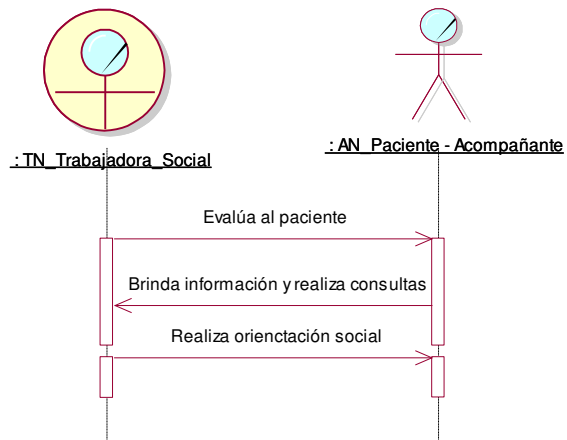 : TN_Trabajadora_Social
: AN_Paciente - Acompañante
Evalúa al paciente
Brinda información y realiza consultas
Realiza orienctación social